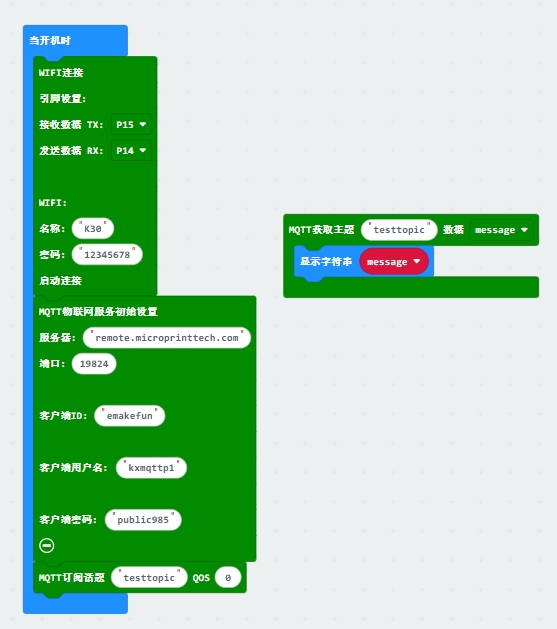 当开机时
WIFI连接
引脚设置:
接收数据 TX: P15
发送数据 RX: P14
WIFI:
名称: "K30"
密码: "12345678"
启动连接
MQTT物联网服务初始设置
服务器: "remote.microprinttech.com"
端口: 19824
客户端ID: "emakefun"
客户端用户名: "kxmqttp1"
客户端密码: "public985"
MQTT订阅话题 "testtopic" QOS 0
MQTT获取主题 "testtopic" 数据 message
显示字符串 message